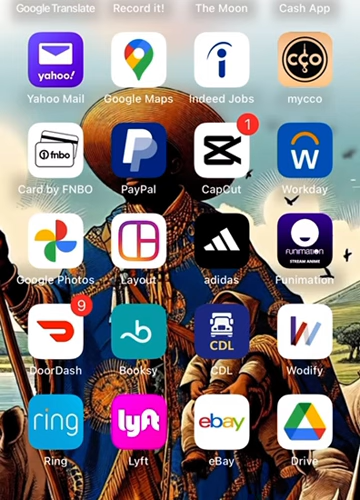 Google Translate Record it! The Moon Cash App
yahoo! cco
Yahoo Mail Google Maps Indeed Jobs mycco
fnbo 1
Card by FNBO PayPal CapCut Workday
FUNIMATION
STREAM ANIME
Google Photos Layout adidas Funimation
9 CDL
DoorDash Booksy CDL Wodify
ring lyft ebay
Ring Lyft eBay Drive